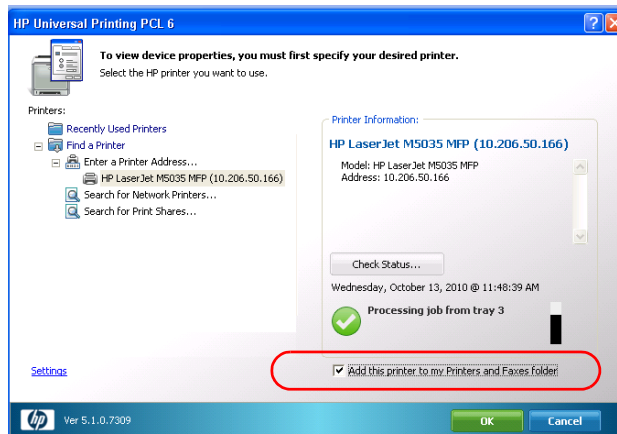 HP Universal Printing PCL 6
To view device properties, you must first specify your desired printer.
Select the HP printer you want to use.
Printers:
Recently Used Printers
Find a Printer
Enter a Printer Address...
HP LaserJet M5035 MFP (10.206.50.166)
Search for Network Printers...
Search for Print Shares...
Printer Information:
HP LaserJet M5035 MFP (10.206.50.166)
Model: HP LaserJet M5035 MFP
Address: 10.206.50.166
Check Status...
Wednesday, October 13, 2010 @ 11:48:39 AM
Processing job from tray 3
Settings
Add this printer to my Printers and Faxes folder
hp
Ver 5.1.0.7309
OK
Cancel